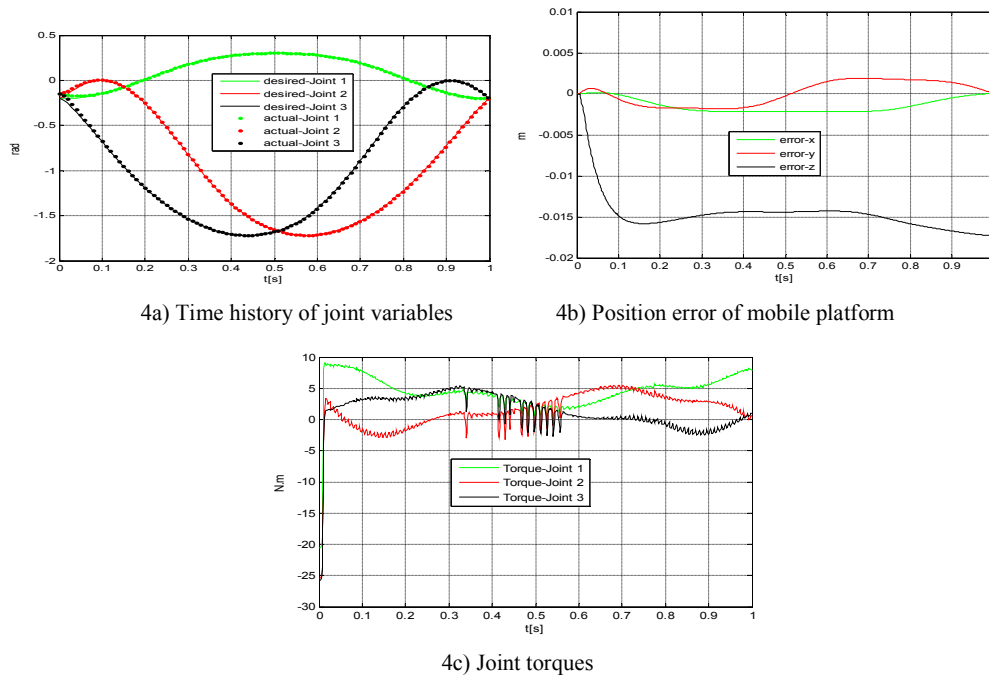 0.5
0
-0.5
-1
-1.5
-2
rad
desired-Joint 1
desired-Joint 2
desired-Joint 3
actual-Joint 1
actual-Joint 2
actual-Joint 3
0 0.1 0.2 0.3 0.4 0.5 0.6 0.7 0.8 0.9 1
t[s]
4a) Time history of joint variables
0.01
0.005
0
-0.005
-0.01
-0.015
-0.02
m
error-x
error-y
error-z
0 0.1 0.2 0.3 0.4 0.5 0.6 0.7 0.8 0.9 1
t[s]
4b) Position error of mobile platform
10
5
0
-5
-10
-15
-20
-25
-30
N.m
Torque-Joint 1
Torque-Joint 2
Torque-Joint 3
0 0.1 0.2 0.3 0.4 0.5 0.6 0.7 0.8 0.9 1
t[s]
4c) Joint torques